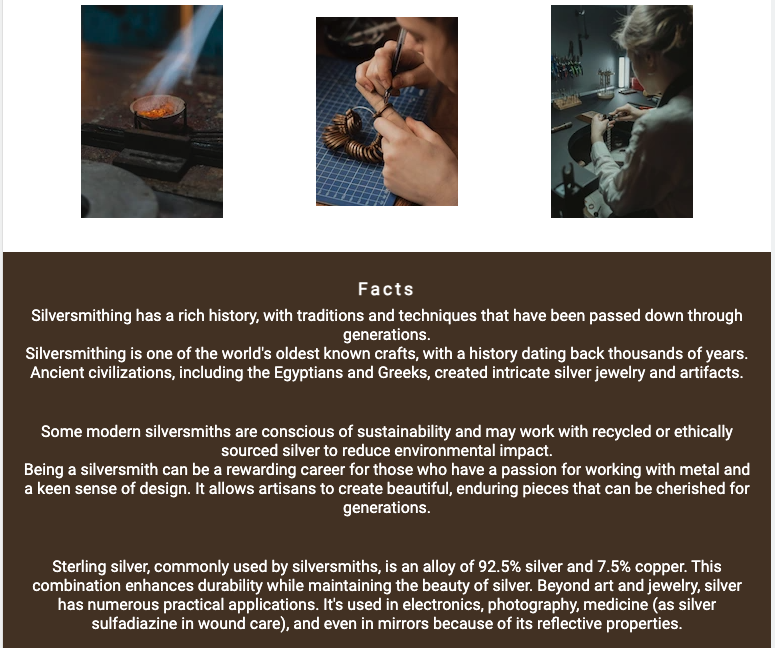 Facts
Silversmithing has a rich history, with traditions and techniques that have been passed down through
generations.
Silversmithing is one of the world's oldest known crafts, with a history dating back thousands of years.
Ancient civilizations, including the Egyptians and Greeks, created intricate silver jewelry and artifacts.
Some modern silversmiths are conscious of sustainability and may work with recycled or ethically
sourced silver to reduce environmental impact.
Being a silversmith can be a rewarding career for those who have a passion for working with metal and
a keen sense of design. It allows artisans to create beautiful, enduring pieces that can be cherished for
generations.
Sterling silver, commonly used by silversmiths, is an alloy of 92.5% silver and 7.5% copper. This
combination enhances durability while maintaining the beauty of silver. Beyond art and jewelry, silver
has numerous practical applications. It's used in electronics, photography, medicine (as silver
sulfadiazine in wound care), and even in mirrors because of its reflective properties.